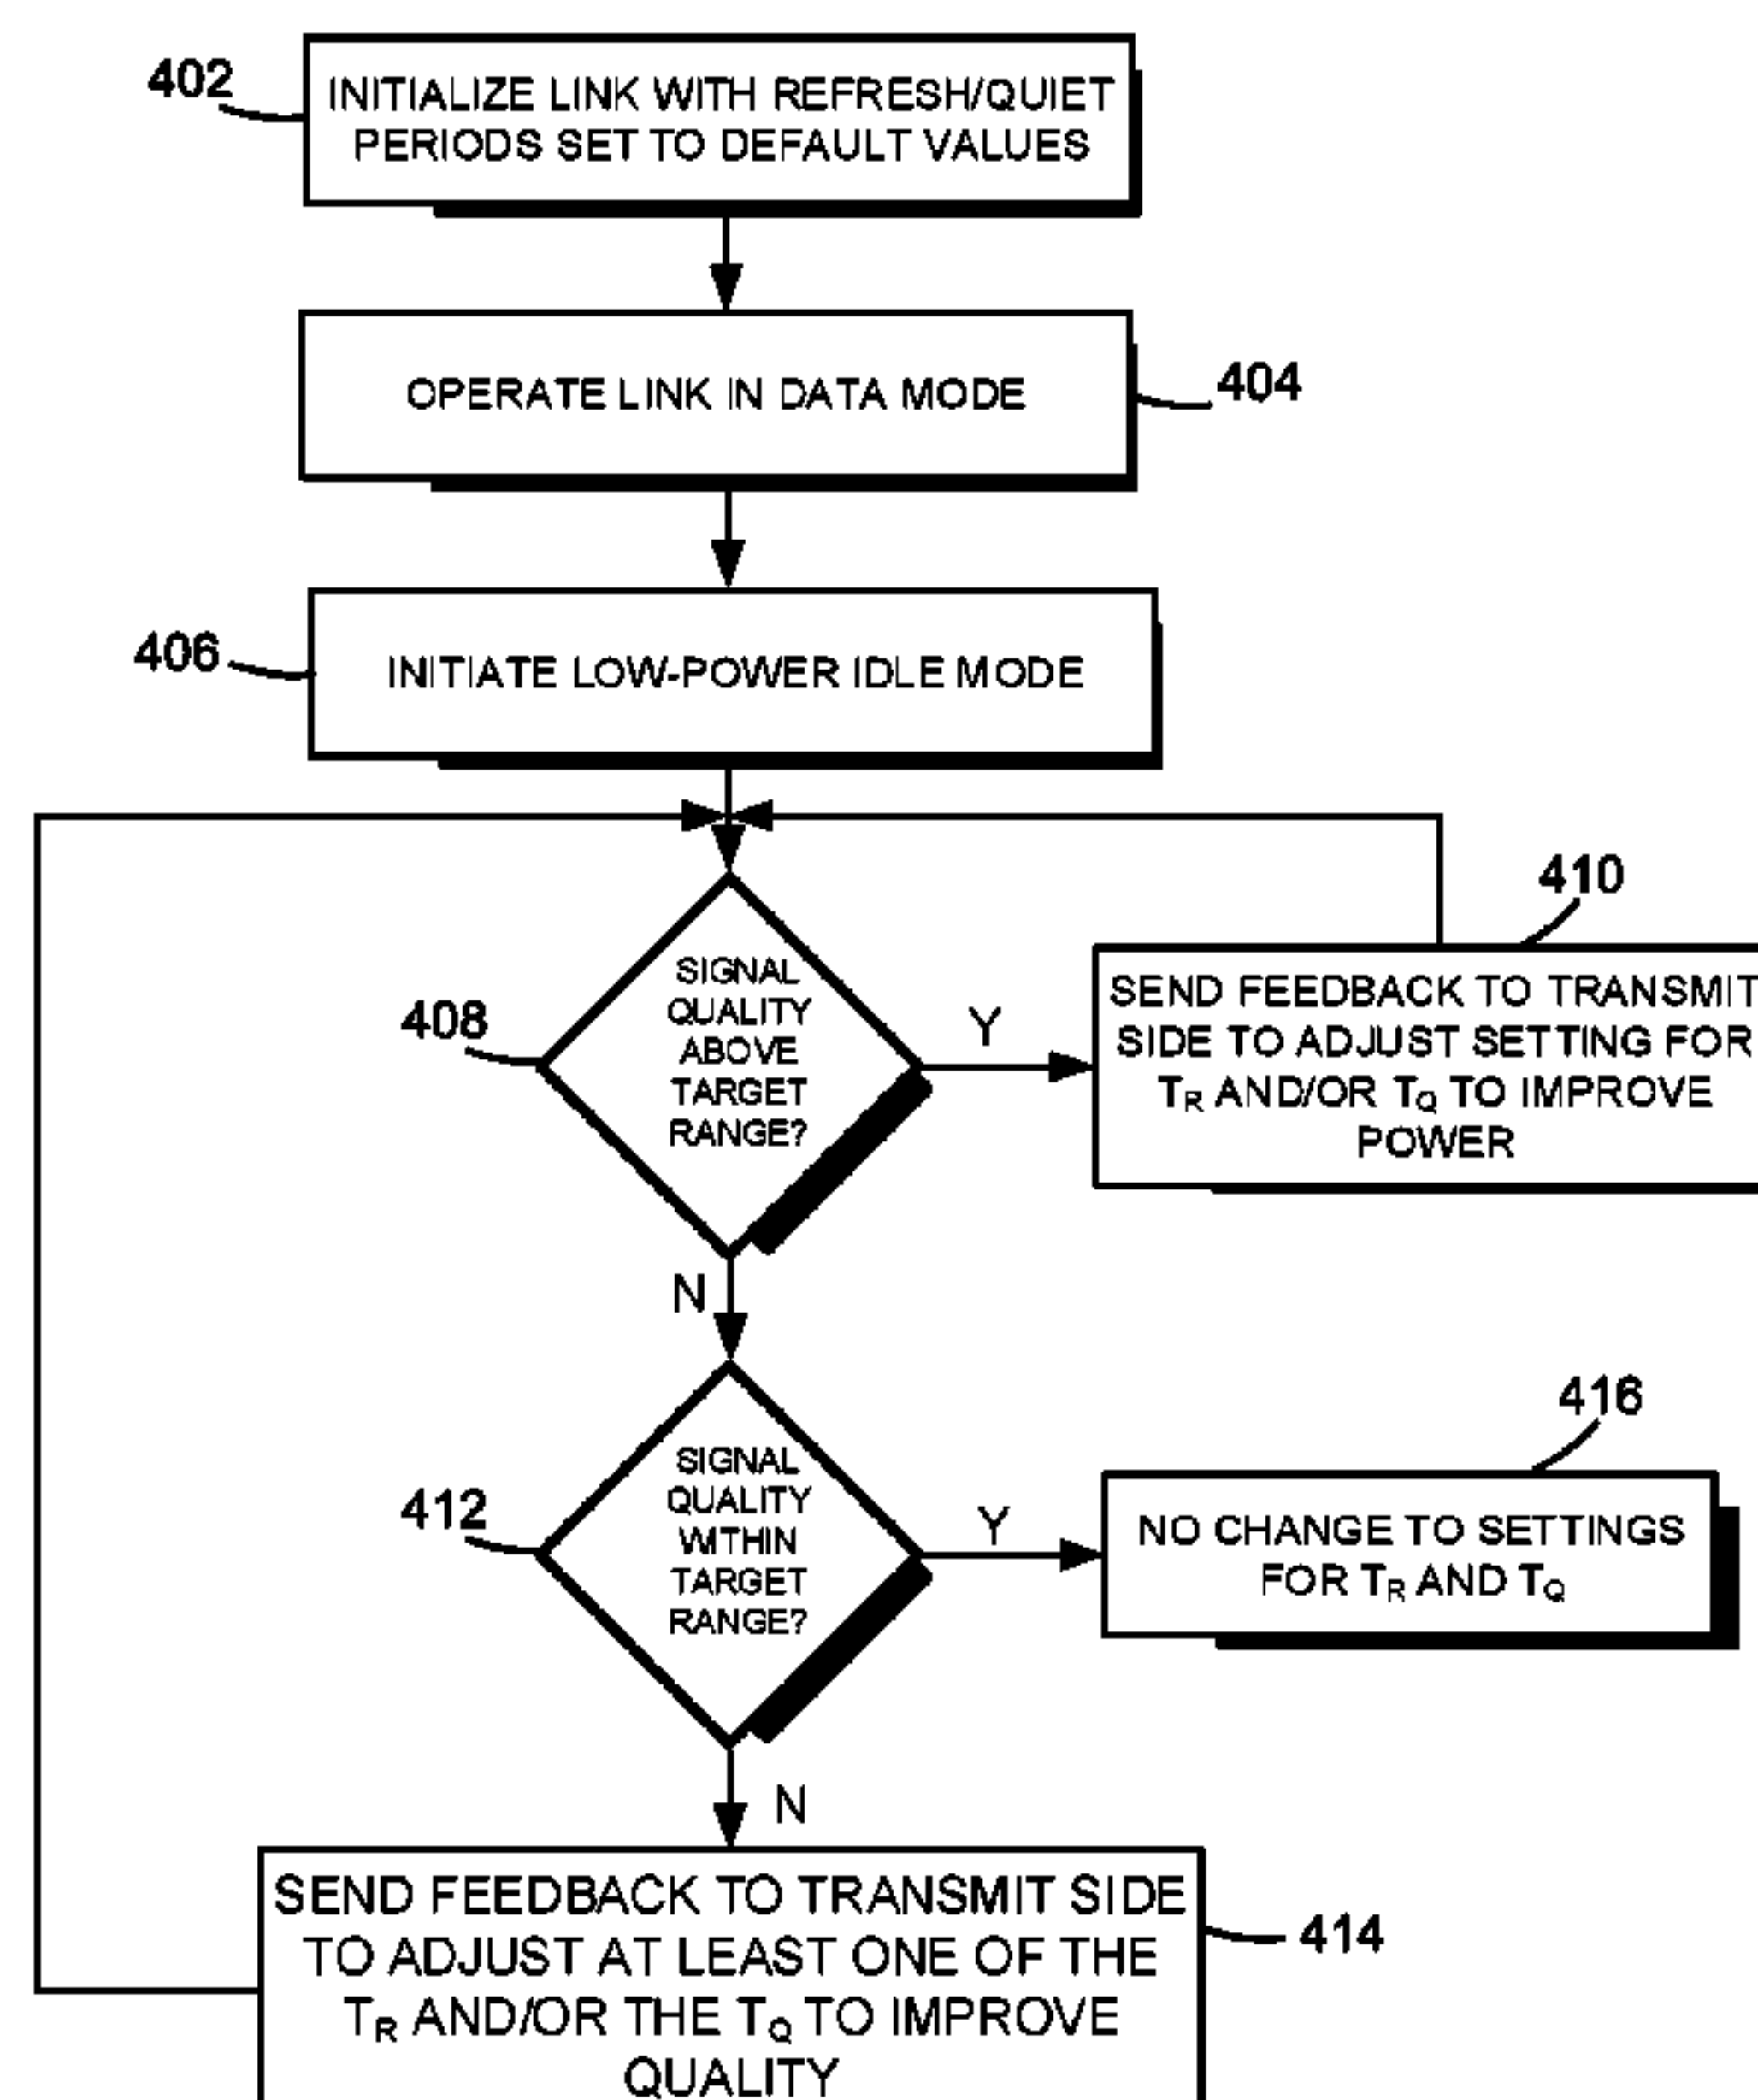 402
INITIALIZE LINK WITH REFRESH/QUIET
PERIODS SET TO DEFAULT VALUES
OPERATE LINK IN DATA MODE
404
406
INITIATE LOW-POWER IDLE MODE
408
SIGNAL
QUALITY
ABOVE
TARGET
RANGE?
Y
410
SEND FEEDBACK TO TRANSMIT
SIDE TO ADJUST SETTING FOR
TR AND/OR TQ TO IMPROVE
POWER
N
412
SIGNAL
QUALITY
WITHIN
TARGET
RANGE?
Y
416
NO CHANGE TO SETTINGS
FOR TR AND TQ
N
SEND FEEDBACK TO TRANSMIT SIDE
TO ADJUST AT LEAST ONE OF THE
TR AND/OR THE TQ TO IMPROVE
QUALITY
414